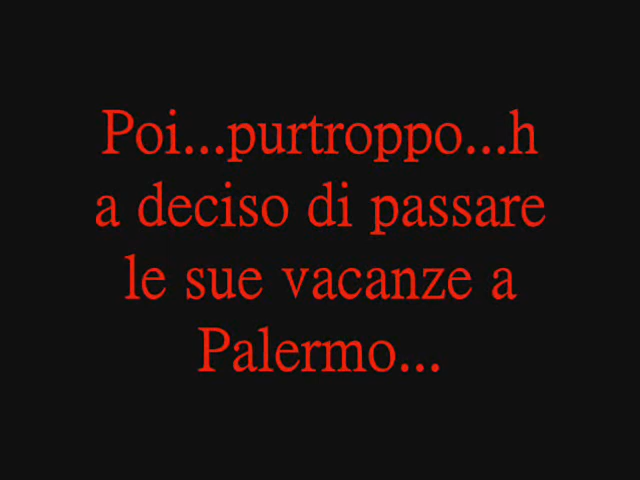 Poi...purtroppo...h
a deciso di passare
le sue vacanze a
Palermo...